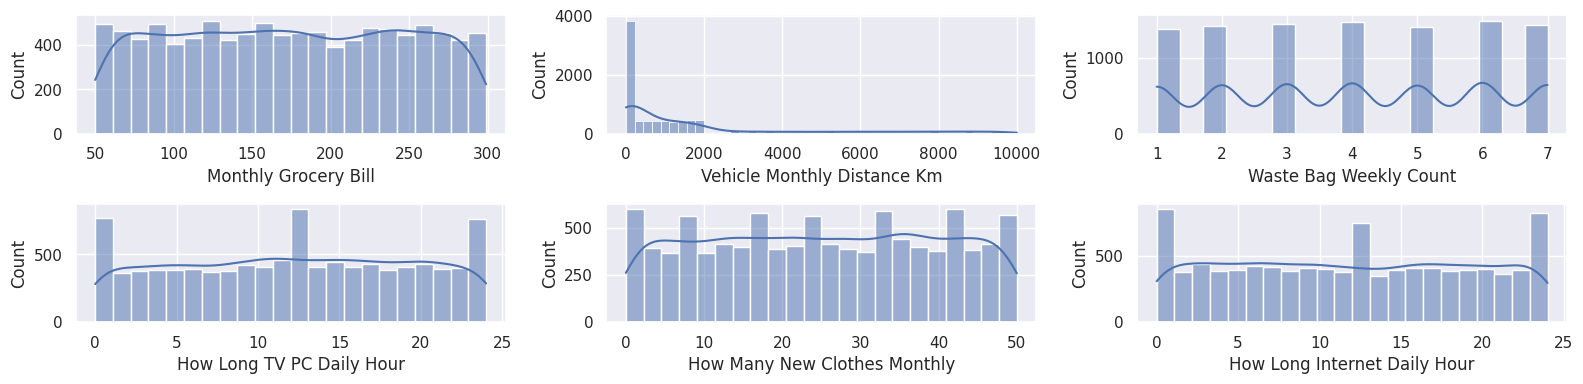 Count
400
200
0
50 100 150 200 250 300
Monthly Grocery Bill
Count
4000
2000
0
0 2000 4000 6000 8000 10000
Vehicle Monthly Distance Km
Count
1000
0
1 2 3 4 5 6 7
Waste Bag Weekly Count
Count
500
0
0 5 10 15 20 25
How Long TV PC Daily Hour
Count
500
250
0
0 10 20 30 40 50
How Many New Clothes Monthly
Count
500
0
0 5 10 15 20 25
How Long Internet Daily Hour